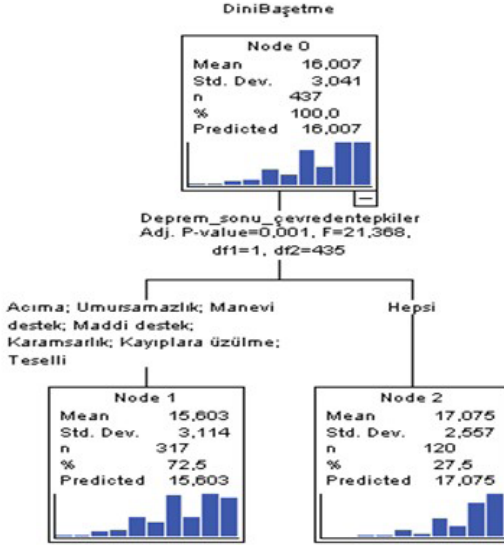 DiniBaşetme
Node 0
Mean 16,007
Std. Dev. 3,041
n 437
% 100,0
Predicted 16,007
Deprem_sonu_çevredentepkiler
Adj. P-value=0,001, F=21,368,
df1=1, df2=435
Acıma; Umursamazlık; Manevi
destek; Maddi destek;
Karamsarlık; Kayıplara üzülme;
Teselli
Hepsi
Node 1
Mean 15,603
Std. Dev. 3,114
n 317
% 72,5
Predicted 15,603
Node 2
Mean 17,075
Std. Dev. 2,557
n 120
% 27,5
Predicted 17,075